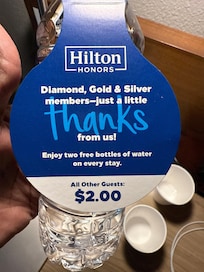 Hilton
HONORS
Diamond, Gold & Silver
members—just a little
thanks
from us!
Enjoy two free bottles of water
on every stay.
All Other Guests:
$2.00